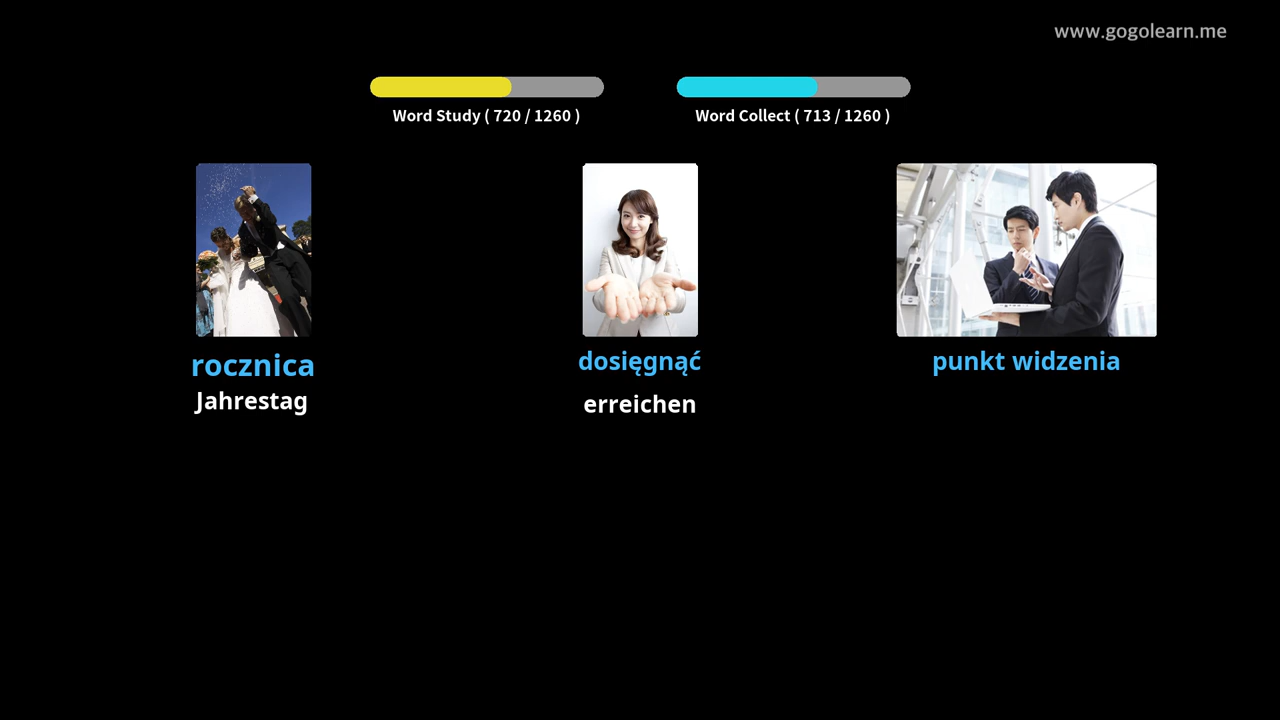 www.gogolearn.me
Word Study ( 720 / 1260 )
Word Collect ( 713 / 1260 )
rocznica
Jahrestag
dosięgnąć
erreichen
punkt widzenia